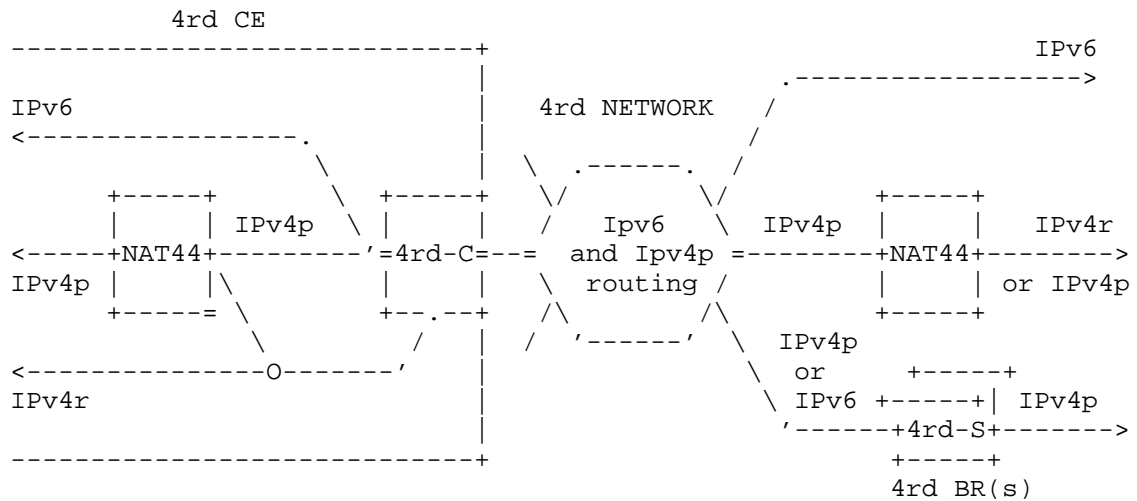 4rd CE
IPv6
IPv6
4rd NETWORK
IPv4p Ipv6 IPv4p IPv4r
NAT44 4rd-C and Ipv4p NAT44
IPv4p routing or IPv4p
O IPv4p
or
IPv4r IPv6 IPv4p
4rd-S
4rd BR(s)